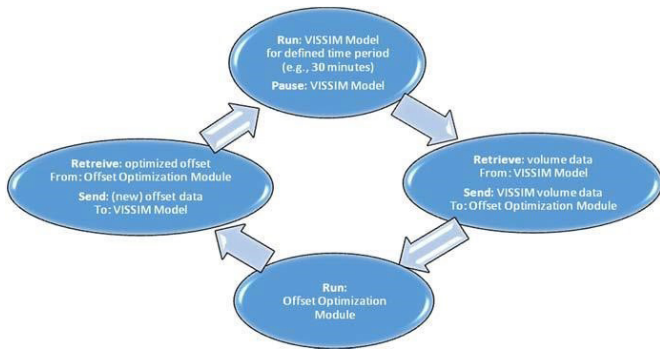 Run: VISSIM Model
for defined time period
(e.g., 30 minutes)
Pause: VISSIM Model
Retrieve: volume data
From: VISSIM Model
Send: VISSIM volume data
To: Offset Optimization Module
Run:
Offset Optimization
Module
Retreive: optimized offset
From: Offset Optimization Module
Send: (new) offset data
To: VISSIM Model